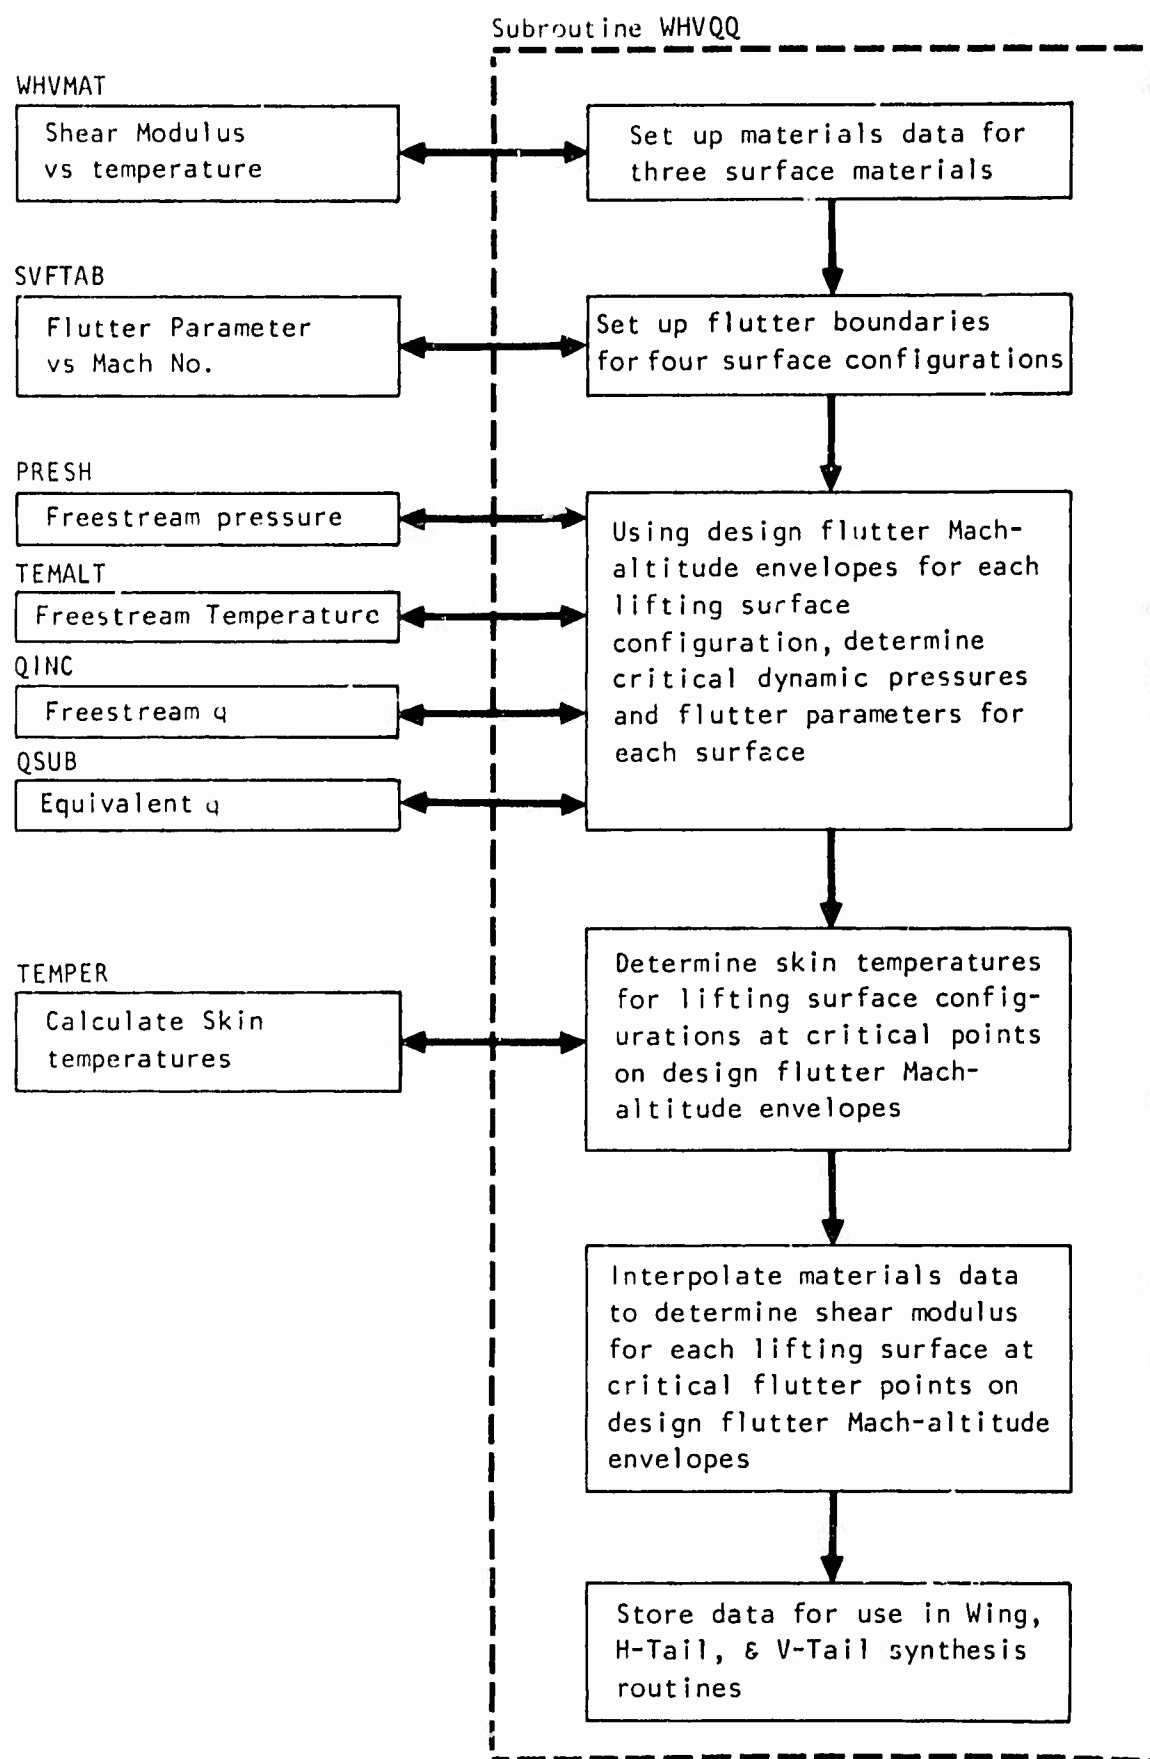 Subroutine WHVQQ
WHVMAT
Shear Modulus
vs temperature
Set up materials data for
three surface materials
SVFTAB
Flutter Parameter
vs Mach No.
Set up flutter boundaries
for four surface configurations
PRESH
Freestream pressure
TEMALT
Freestream Temperature
QINC
Freestream q
QSUB
Equivalent q
Using design flutter Mach-
altitude envelopes for each
lifting surface
configuration, determine
critical dynamic pressures
and flutter parameters for
each surface
TEMPER
Calculate Skin
temperatures
Determine skin temperatures
for lifting surface config-
urations at critical points
on design flutter Mach-
altitude envelopes
Interpolate materials data
to determine shear modulus
for each lifting surface at
critical flutter points on
design flutter Mach-altitude
envelopes
Store data for use in Wing,
H-Tail, & V-Tail synthesis
routines